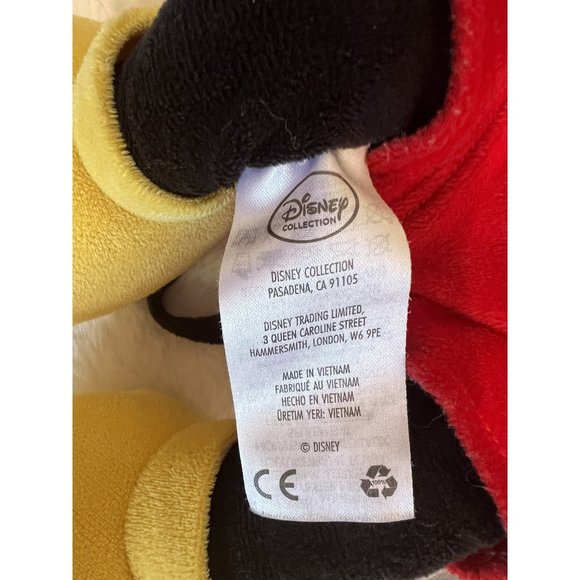 Disney
COLLECTION
DISNEY COLLECTION
PASADENA, CA 91105
DISNEY TRADING LIMITED,
3 QUEEN CAROLINE STREET
HAMMERSMITH, LONDON, W6 9PE
MADE IN VIETNAM
FABRIQUÉ AU VIETNAM
HECHO EN VIETNAM
ÜRETIM YERI: VIETNAM
© DISNEY
CE